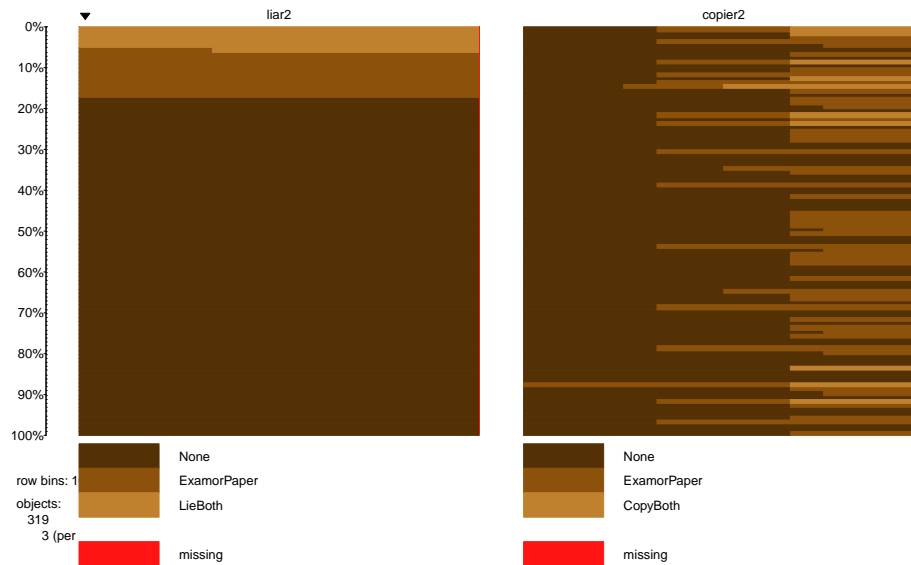 liar2
copier2
0%
10%
20%
30%
40%
50%
60%
70%
80%
90%
100%
None
ExamorPaper
LieBoth
missing
row bins: 1
objects:
319
3 (per
None
ExamorPaper
CopyBoth
missing